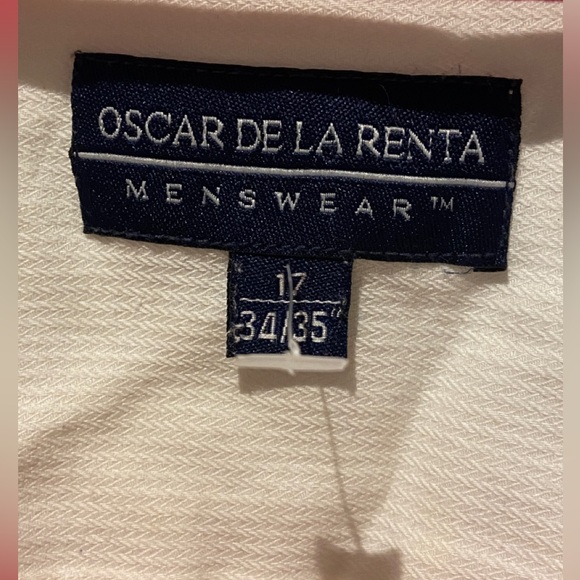 OSCAR DE LA RENTA
MENSWEAR™
17
34/35"